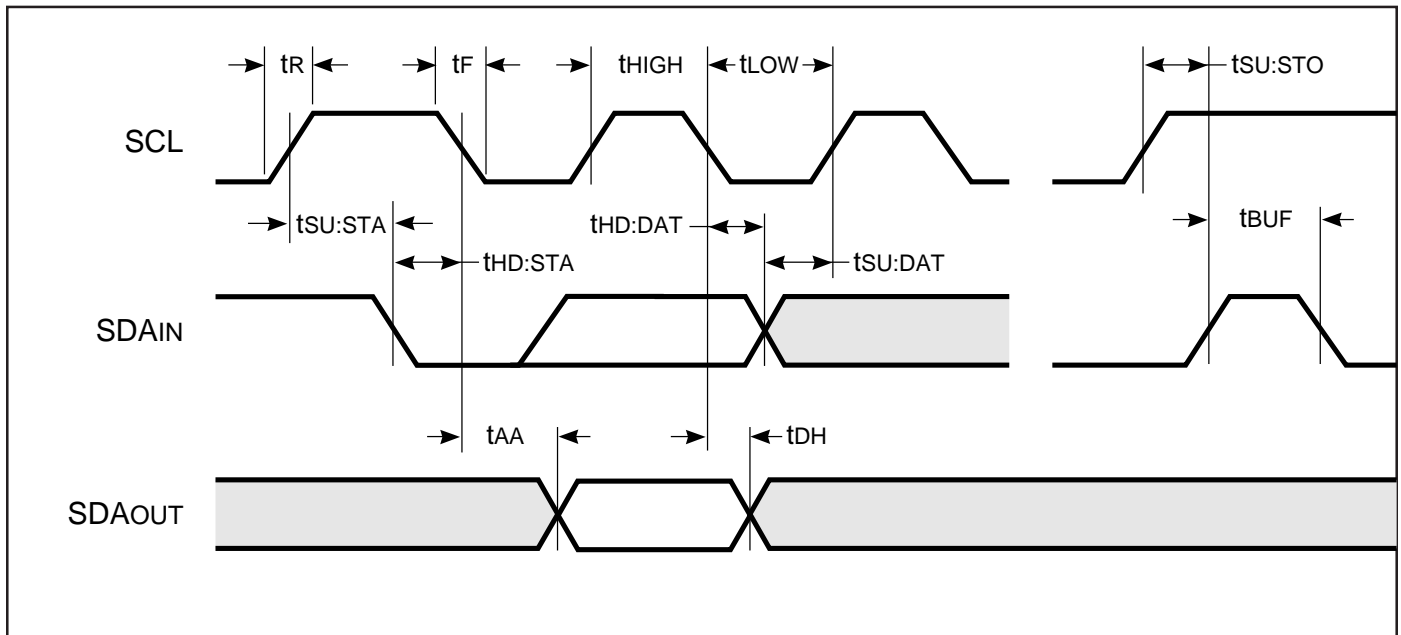 tR
tF
tHIGH
tLOW
tSU:STO
SCL
tSU:STA
tHD:DAT
tBUF
tHD:STA
tSU:DAT
SDAIN
tAA
tDH
SDAOUT